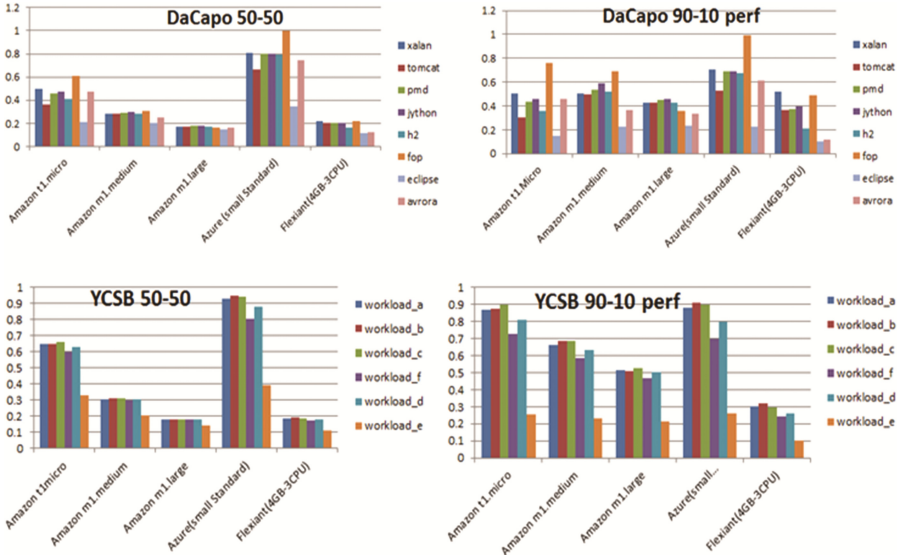 DaCapo 50-50
1.2
1
0.8
0.6
0.4
0.2
0
Amazon t1.micro
Amazon m1.medium
Amazon m1.large
Azure(small Standard)
Flexiant(4GB-3CPU)
xalan
tomcat
pmd
jython
h2
fop
eclipse
avrora
DaCapo 90-10 perf
1.2
1
0.8
0.6
0.4
0.2
0
Amazon t1.Micro
Amazon m1.medium
Amazon m1.large
Azure(small Standard)
Flexiant(4GB-3CPU)
xalan
tomcat
pmd
jython
h2
fop
eclipse
avrora
YCSB 50-50
0.9
0.8
0.7
0.6
0.5
0.4
0.3
0.2
0.1
0
Amazon t1micro
Amazon m1.medium
Amazon m1.large
Azure(small Standard)
Flexiant(4GB-3CPU)
workload_a
workload_b
workload_c
workload_f
workload_d
workload_e
YCSB 90-10 perf
1
0.9
0.8
0.7
0.6
0.5
0.4
0.3
0.2
0.1
0
Amazon t1.micro
Amazon m1.medium
Amazon m1.large
Azure(small...
Flexiant(4GB-3CPU)
workload_a
workload_b
workload_c
workload_f
workload_d
workload_e